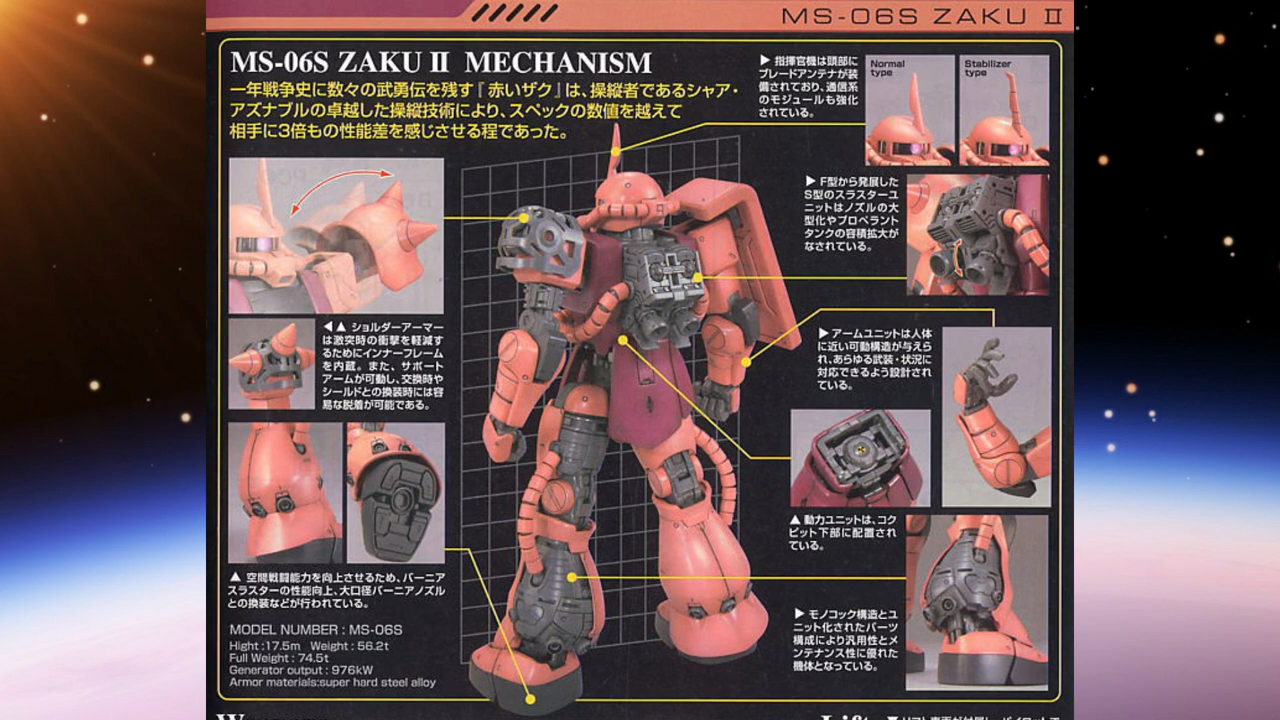 MS-06S ZAKU II
MS-06S ZAKU II MECHANISM
一年戦争史に数々の武勇伝を残す『赤いザク』は、操縦者であるシャア・
アズナブルの卓越した操縦技術により、スペックの数値を越えて
相手に3倍もの性能差を感じさせる程であった。
▶ 指揮官機は頭部に
ブレードアンテナが装
備されており、通信系
のモジュールも強化
されている。
Normal
type
Stabilizer
type
▶ F型から発展した
S型のスラスターユ
ニットはノズルの大
型化やプロペラント
タンクの容積拡大が
なされている。
◀▲ ショルダーアーマー
は激突時の衝撃を軽減す
るためにインナーフレーム
を内蔵。また、サポート
アームが可動し、交換時や
シールドとの換装時には容
易な脱着が可能である。
▶アームユニットは人体
に近い可動構造が与えら
れ、あらゆる武装・状況に
対応できるよう設計され
ている。
▲ 動力ユニットは、コク
ピット下部に配置され
ている。
▲ 空間戦闘能力を向上させるため、バーニア
スラスターの性能向上、大口径バーニアノズル
との換装などが行われている。
▶ モノコック構造とユ
ニット化されたパーツ
構成により汎用性とメ
ンテナンス性に優れた
機体となっている。
MODEL NUMBER : MS-06S
Hight :17.5m Weight : 56.2t
Full Weight : 74.5t
Generator output : 976kW
Armor materials:super hard steel alloy